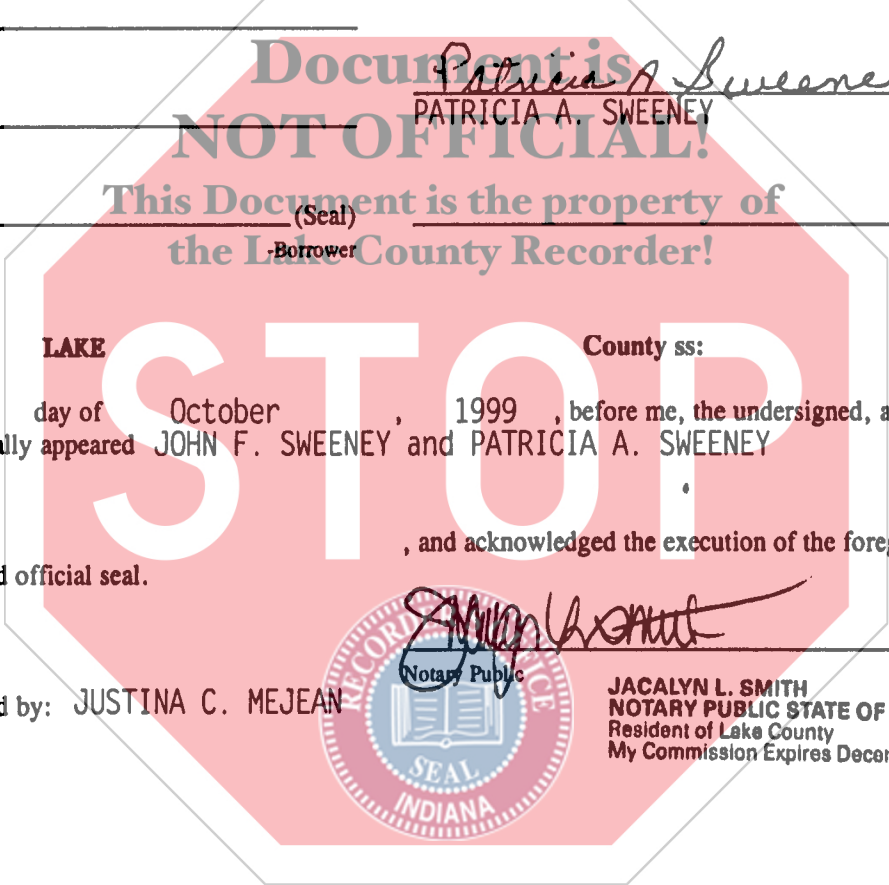 Document is
Patricia A. Sweene
PATRICIA A. SWEENEY
NOT OFFICIAL!
This Document is the property of
(Seal)
the Lake County Recorder!
-Borrower
LAKE County ss:
day of October , 1999 , before me, the undersigned, a
lly appeared JOHN F. SWEENEY and PATRICIA A. SWEENEY
STOP
, and acknowledged the execution of the foreg
d official seal.
Notary Public
d by: JUSTINA C. MEJEAN
JACALYN L. SMITH
NOTARY PUBLIC STATE OF
Resident of Lake County
My Commission Expires Decem
RECORDER'S OFFICE
SEAL
INDIANA